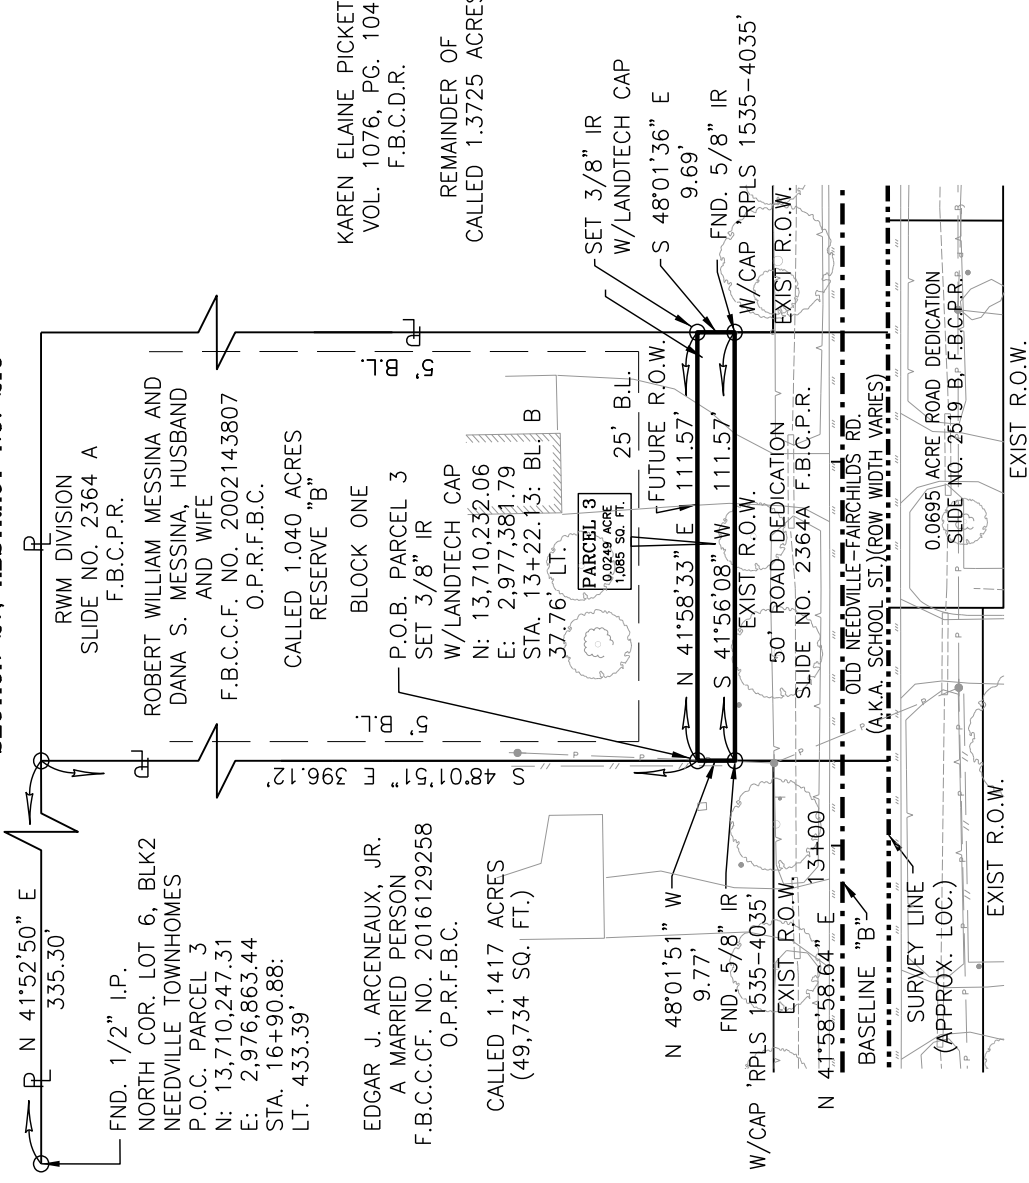 KAREN ELAINE PICKET
VOL. 1076, PG. 104
F.B.C.D.R.
REMAINDER OF
CALLED 1.3725 ACRES
RWM DIVISION
SLIDE NO. 2364 A
F.B.C.P.R.
ROBERT WILLIAM MESSINA AND
DANA S. MESSINA, HUSBAND
AND WIFE
F.B.C.C.F. NO. 2002143807
O.P.R.F.B.C.
CALLED 1.040 ACRES
RESERVE "B"
BLOCK ONE
P.O.B. PARCEL 3
SET 3/8" IR
W/LANDTECH CAP
N: 13,710,232.06
E: 2,977,381.79
STA. 13+22.13: BL. B
37.76' LT.
5' B.L.
5' B.L.
25' B.L.
SET 3/8" IR
W/LANDTECH CAP
S 48°01'36" E
9.69'
FND. 5/8" IR
W/CAP 'RPLS 1535-4035'
PARCEL 3
0.0249 ACRE
1,085 SQ. FT.
FUTURE R.O.W.
N 41°58'33" E 111.57'
S 41°56'08" W 111.57'
EXIST R.O.W.
EXIST R.O.W.
50' ROAD DEDICATION
SLIDE NO. 2364A F.B.C.P.R.
OLD NEEDVILLE-FAIRCHILDS RD.
(A.K.A. SCHOOL ST.)(ROW WIDTH VARIES)
0.0695 ACRE ROAD DEDICATION
SLIDE NO. 2519 B, F.B.C.P.R.
EXIST R.O.W.
S 48°01'51" E 396.12'
N 41°52'50" E
335.30'
P
P
P
P
FND. 1/2" I.P.
NORTH COR. LOT 6, BLK2
NEEDVILLE TOWNHOMES
P.O.C. PARCEL 3
N: 13,710,247.31
E: 2,976,863.44
STA. 16+90.88:
LT. 433.39'
EDGAR J. ARCENEAUX, JR.
A MARRIED PERSON
F.B.C.C.CF. NO. 2016129258
O.P.R.F.B.C.
CALLED 1.1417 ACRES
(49,734 SQ. FT.)
N 48°01'51" W
9.77'
FND. 5/8" IR
W/CAP 'RPLS 1535-4035'
EXIST R.O.W.
13+00
N 41°58'58.64" E
BASELINE "B"
SURVEY LINE
(APPROX. LOC.)
EXIST R.O.W.